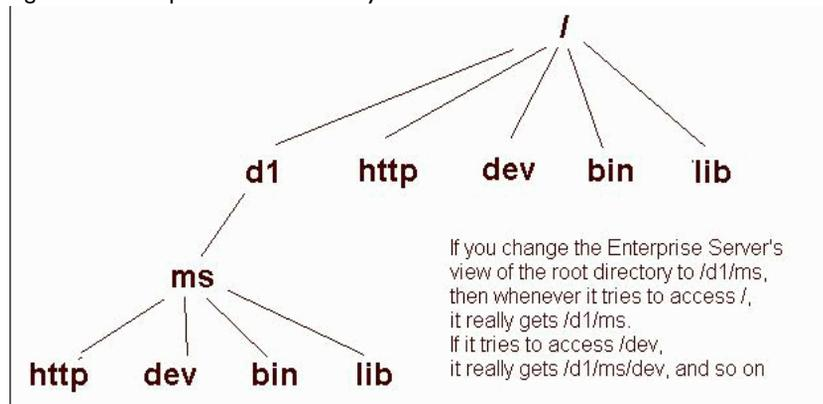 /
d1 http dev bin lib
If you change the Enterprise Server's
view of the root directory to /d1/ms,
then whenever it tries to access /,
it really gets /d1/ms.
If it tries to access /dev,
it really gets /d1/ms/dev, and so on
ms
http dev bin lib